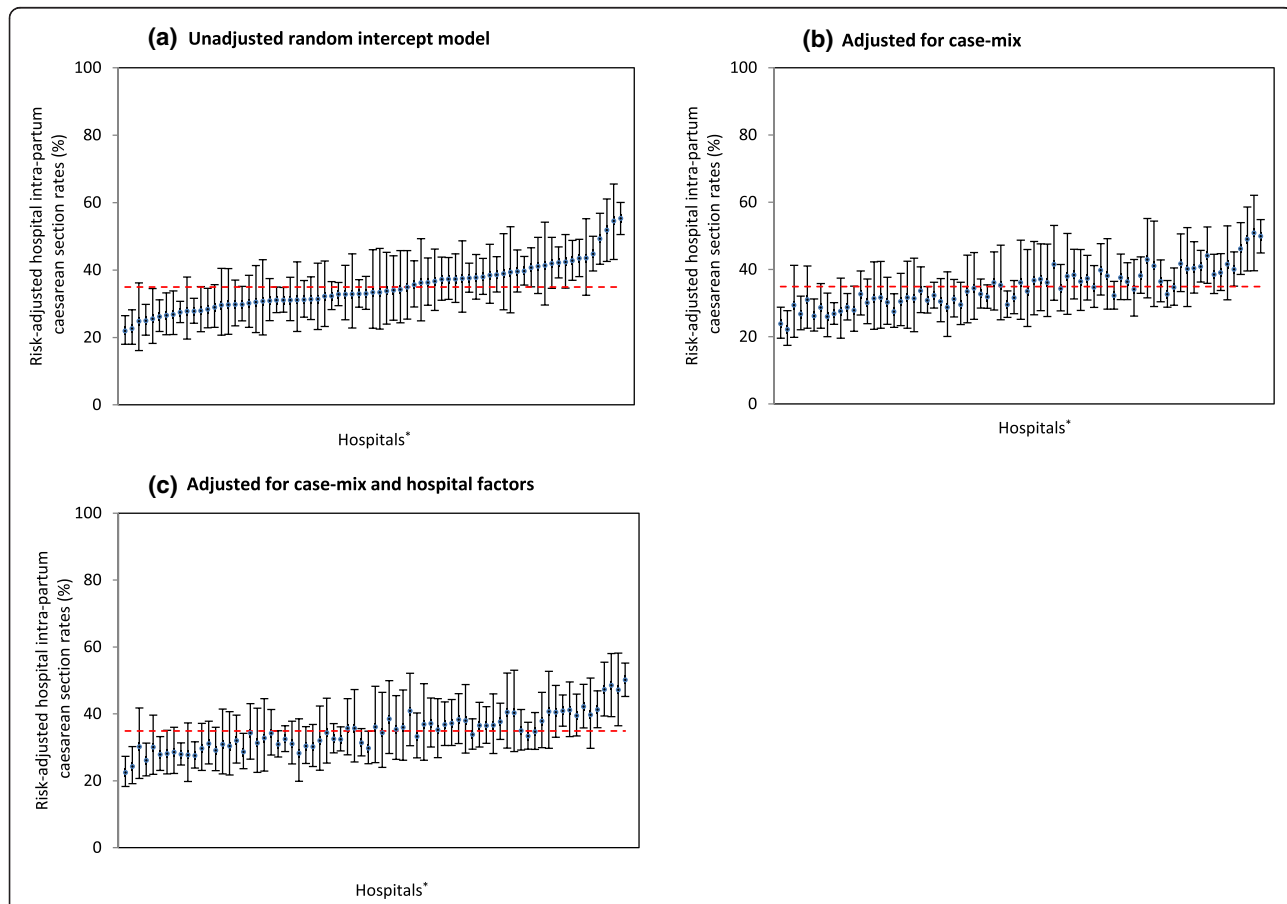 (a) Unadjusted random intercept model
Risk-adjusted hospital intra-partum
caesarean section rates (%)
100
80
60
40
20
0
Hospitals*
(b) Adjusted for case-mix
Risk-adjusted hospital intra-partum
caesarean section rates (%)
100
80
60
40
20
0
Hospitals*
(c) Adjusted for case-mix and hospital factors
Risk-adjusted hospital intra-partum
caesarean section rates (%)
100
80
60
40
20
0
Hospitals*